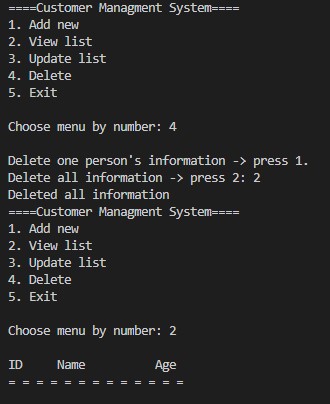 ====Customer Managment System====
1. Add new
2. View list
3. Update list
4. Delete
5. Exit
Choose menu by number: 4
Delete one person's information -> press 1.
Delete all information -> press 2: 2
Deleted all information
====Customer Managment System====
1. Add new
2. View list
3. Update list
4. Delete
5. Exit
Choose menu by number: 2
ID     Name          Age
= = = = = = = = = = = = =